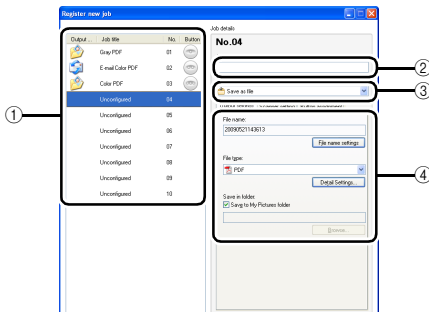 Register new job
Output ... Job title No. Button
Gray PDF 01
E-mail Color PDF 02
Color PDF 03
Unconfigured 04
Unconfigured 05
Unconfigured 06
Unconfigured 07
Unconfigured 08
Unconfigured 09
Unconfigured 10
Job details
No.04
Save as file
File name:
20090521143613
File name settings
File type:
PDF
Detail Settings...
Save in folder:
Save to My Pictures folder
Browse...
1
2
3
4